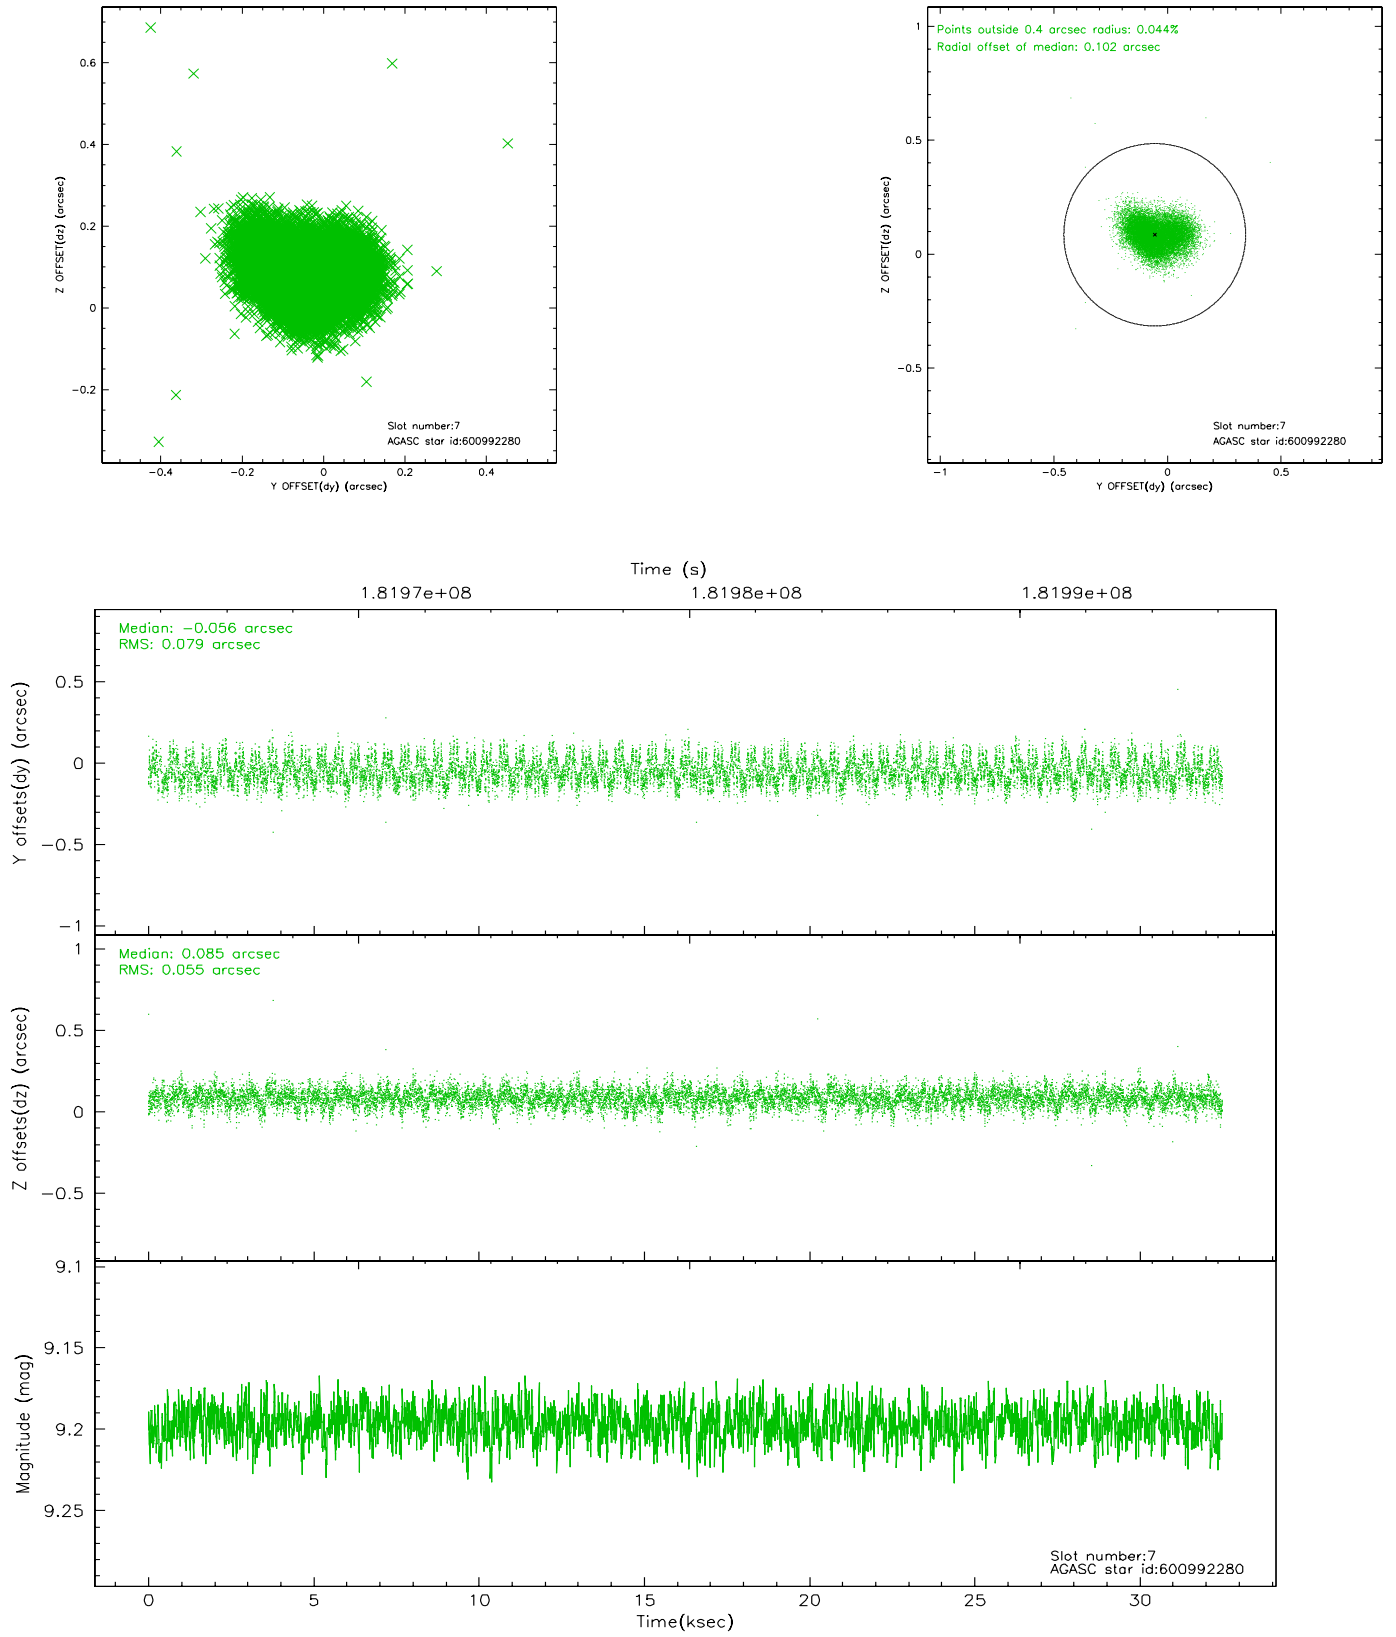 0.6
0.4
0.2
0
−0.2
Z OFFSET(dz) (arcsec)
Slot number:7
AGASC star id:600992280
−0.4 −0.2 0 0.2 0.4
Y OFFSET(dy) (arcsec)
Points outside 0.4 arcsec radius: 0.044%
Radial offset of median: 0.102 arcsec
1
0.5
0
−0.5
Z OFFSET(dz) (arcsec)
Slot number:7
AGASC star id:600992280
−1 −0.5 0 0.5
Y OFFSET(dy) (arcsec)
Time (s)
1.8197e+08 1.8198e+08 1.8199e+08
Median: −0.056 arcsec
RMS: 0.079 arcsec
0.5
0
−0.5
−1
Y offsets(dy) (arcsec)
Median: 0.085 arcsec
RMS: 0.055 arcsec
1
0.5
0
−0.5
Z offsets(dz) (arcsec)
9.1
9.15
9.2
9.25
Magnitude (mag)
Slot number:7
AGASC star id:600992280
0 5 10 15 20 25 30
Time(ksec)